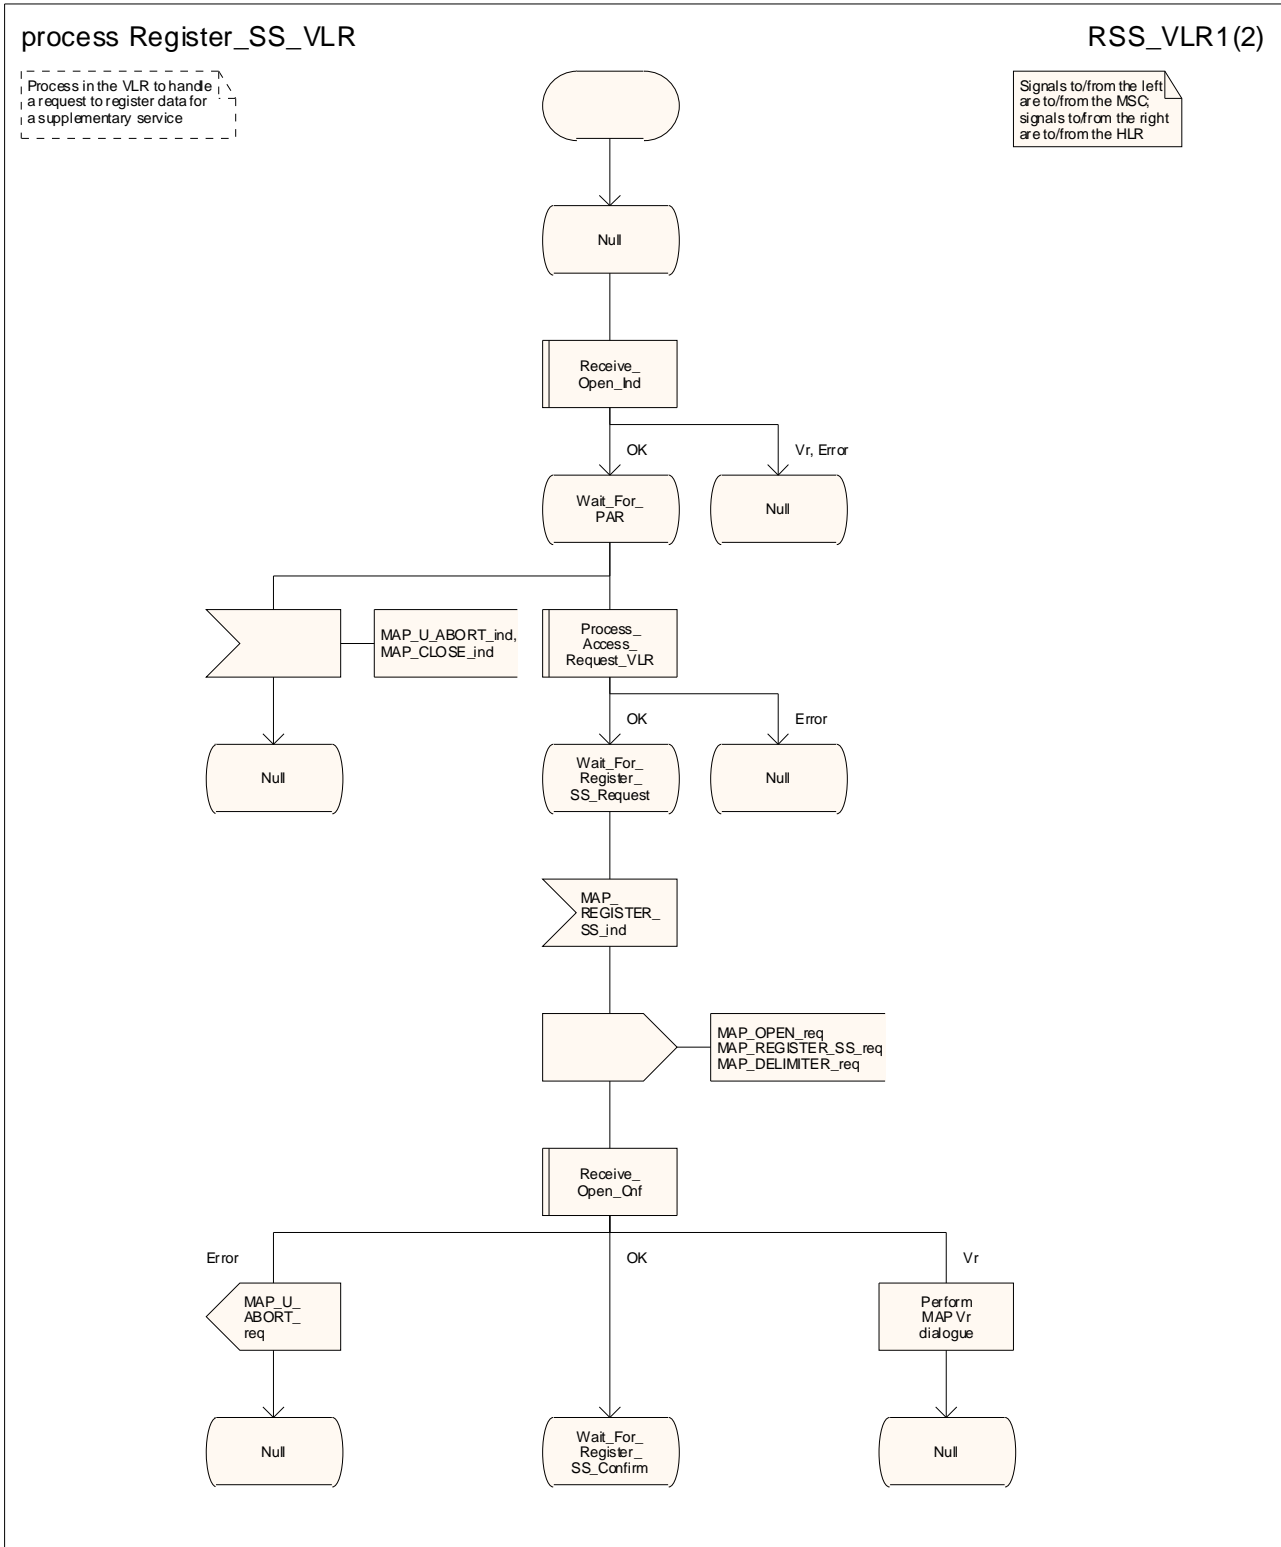 process Register_SS_VLR
RSS_VLR1(2)
Process in the VLR to handle
a request to register data for
a supplementary service
Signals to/from the left
are to/from the MSC;
signals to/from the right
are to/from the HLR
Null
Receive_
Open_Ind
OK
Vr, Error
Wait_For_
PAR
Null
MAP_U_ABORT_ind,
MAP_CLOSE_ind
Process_
Access_
Request_VLR
OK
Error
Null
Wait_For_
Register_
SS_Request
Null
MAP_
REGISTER_
SS_ind
MAP_OPEN_req
MAP_REGISTER_SS_req
MAP_DELIMITER_req
Receive_
Open_Cnf
Error
OK
Vr
MAP_U_
ABORT_
req
Perform
MAP Vr
dialogue
Null
Wait_For_
Register_
SS_Confirm
Null